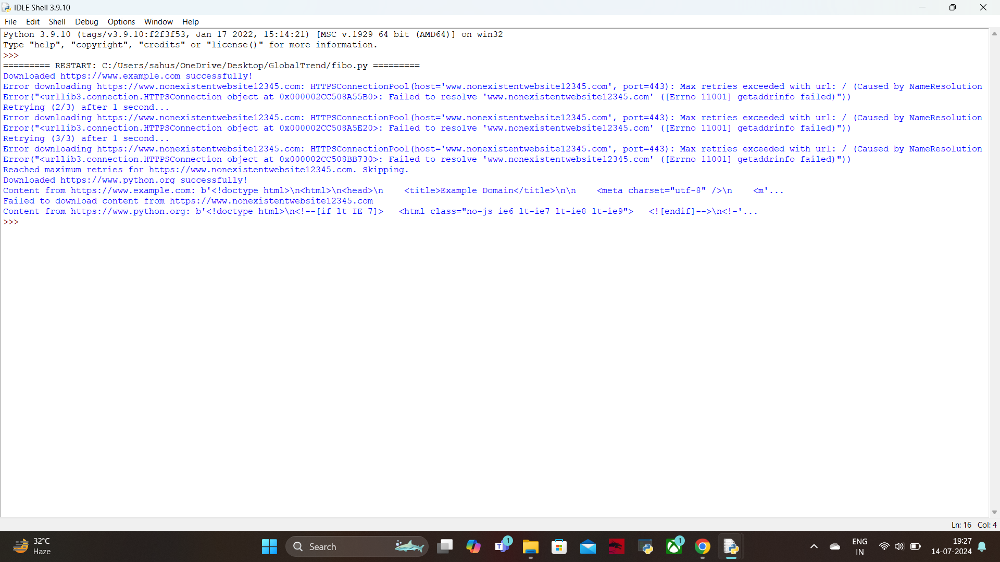 IDLE Shell 3.9.10
File Edit Shell Debug Options Window Help
Python 3.9.10 (tags/v3.9.10:f2f3f53, Jan 17 2022, 15:14:21) [MSC v.1929 64 bit (AMD64)] on win32
Type "help", "copyright", "credits" or "license()" for more information.
>>>
========= RESTART: C:/Users/sahus/OneDrive/Desktop/GlobalTrend/fibo.py =========
Downloaded https://www.example.com successfully!
Error downloading https://www.nonexistentwebsite12345.com: HTTPSConnectionPool(host='www.nonexistentwebsite12345.com', port=443): Max retries exceeded with url: / (Caused by NameResolution
Error("<urllib3.connection.HTTPSConnection object at 0x000002CC508A55B0>: Failed to resolve 'www.nonexistentwebsite12345.com' ([Errno 11001] getaddrinfo failed)"))
Retrying (2/3) after 1 second...
Error downloading https://www.nonexistentwebsite12345.com: HTTPSConnectionPool(host='www.nonexistentwebsite12345.com', port=443): Max retries exceeded with url: / (Caused by NameResolution
Error("<urllib3.connection.HTTPSConnection object at 0x000002CC508A5E20>: Failed to resolve 'www.nonexistentwebsite12345.com' ([Errno 11001] getaddrinfo failed)"))
Retrying (3/3) after 1 second...
Error downloading https://www.nonexistentwebsite12345.com: HTTPSConnectionPool(host='www.nonexistentwebsite12345.com', port=443): Max retries exceeded with url: / (Caused by NameResolution
Error("<urllib3.connection.HTTPSConnection object at 0x000002CC508BB730>: Failed to resolve 'www.nonexistentwebsite12345.com' ([Errno 11001] getaddrinfo failed)"))
Reached maximum retries for https://www.nonexistentwebsite12345.com. Skipping.
Downloaded https://www.python.org successfully!
Content from https://www.example.com: b'<!doctype html>\n<html>\n<head>\n    <title>Example Domain</title>\n\n    <meta charset="utf-8" />\n    <m'...
Failed to download content from https://www.nonexistentwebsite12345.com
Content from https://www.python.org: b'<!doctype html>\n<!--[if lt IE 7]>   <html class="no-js ie6 lt-ie7 lt-ie8 lt-ie9">   <![endif]-->\n<!-'...
>>>
Ln: 16 Col: 4
32°C
Haze
Search
1
T
1
ENG
IN
19:27
14-07-2024